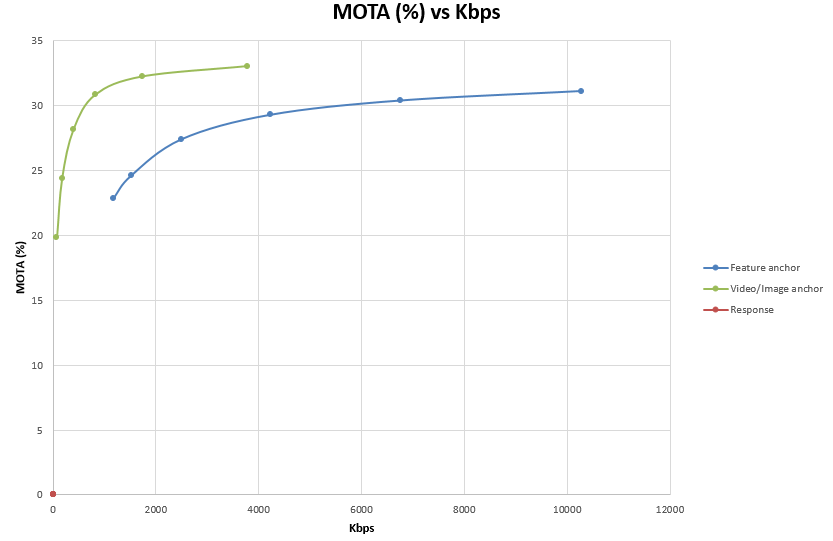 MOTA (%) vs Kbps
35
30
25
20
15
10
5
0
MOTA (%)
0 2000 4000 6000 8000 10000 12000
Kbps
Feature anchor
Video/Image anchor
Response